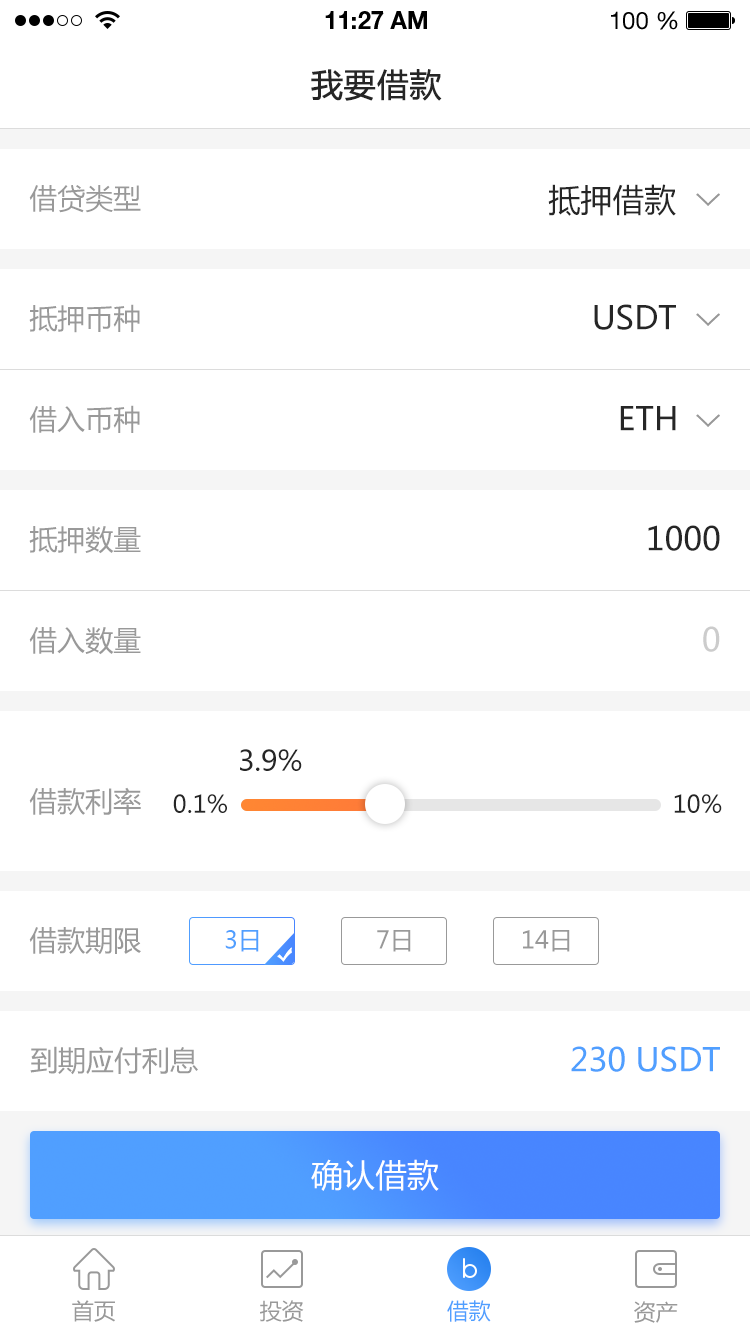 11:27 AM 100 %
我要借款
借贷类型 抵押借款
抵押币种 USDT
借入币种 ETH
抵押数量 1000
借入数量 0
3.9%
借款利率 0.1% 10%
借款期限 3日 7日 14日
到期应付利息 230 USDT
确认借款
b
首页 投资 借款 资产